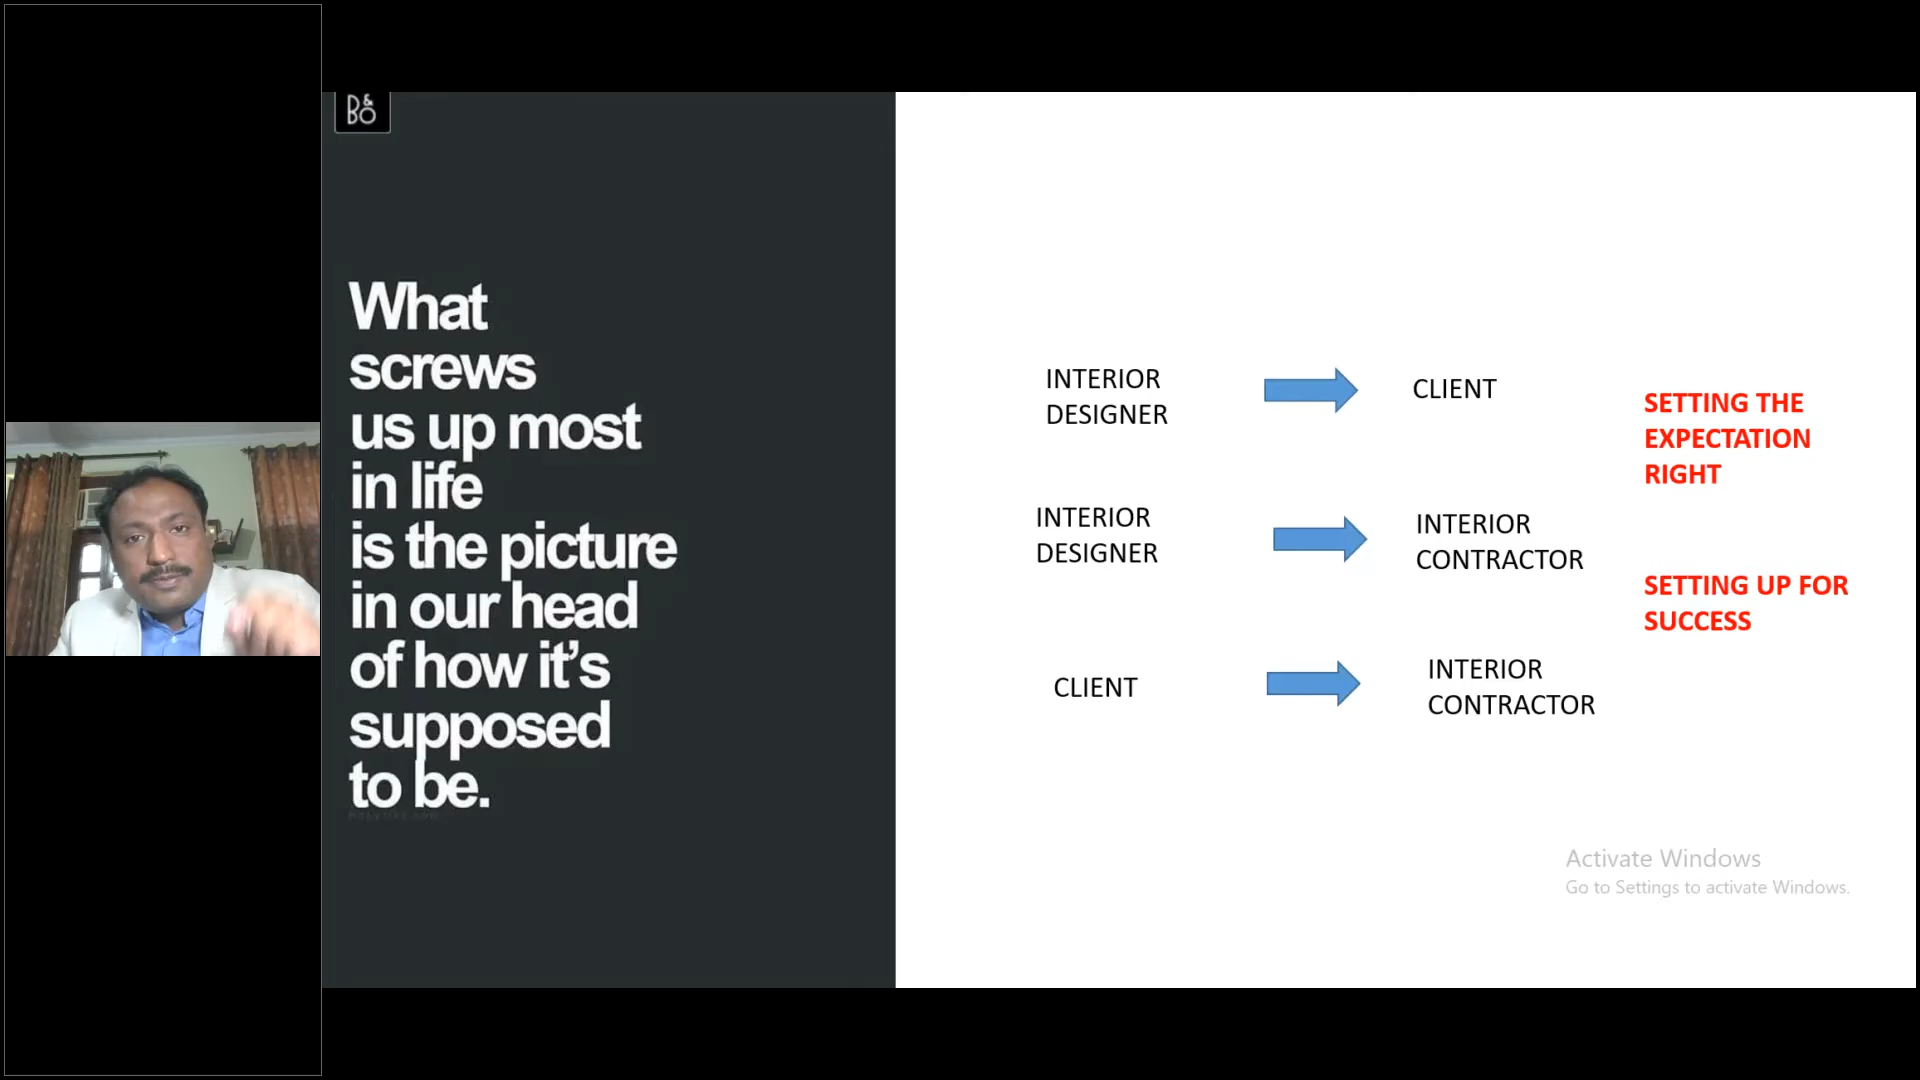 B&
BO
What
screws
us up most
in life
is the picture
in our head
of how it's
supposed
to be.
INTERIOR
DESIGNER
CLIENT
SETTING THE
EXPECTATION
RIGHT
INTERIOR
DESIGNER
INTERIOR
CONTRACTOR
SETTING UP FOR
SUCCESS
CLIENT
INTERIOR
CONTRACTOR
Activate Windows
Go to Settings to activate Windows.